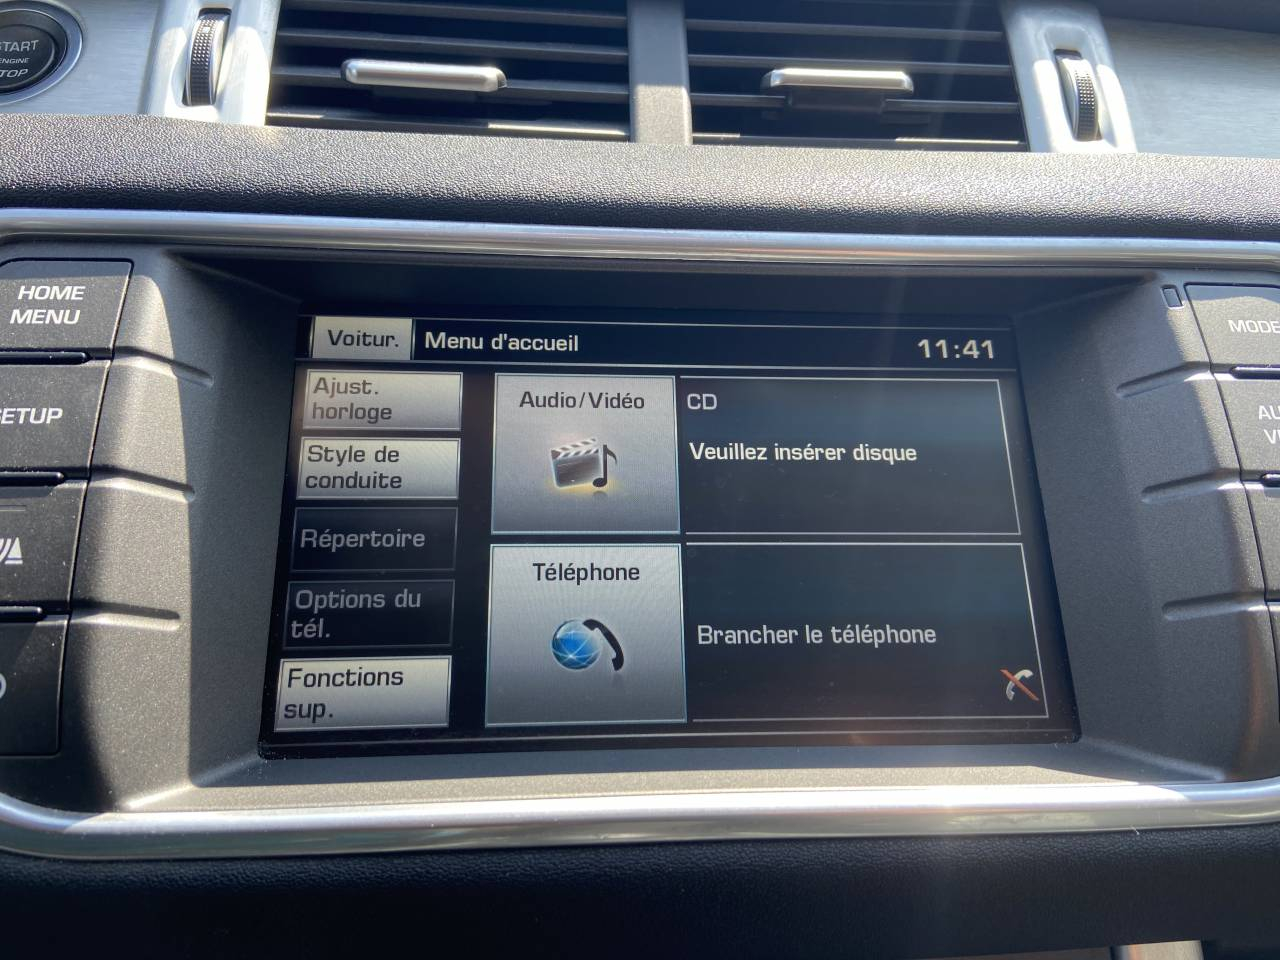 START
ENGINE
STOP
HOME
MENU
SETUP
MODE
Voitur.
Menu d'accueil
11:41
Ajust.
horloge
Style de
conduite
Répertoire
Options du
tél.
Fonctions
sup.
Audio/Vidéo
CD
Veuillez insérer disque
Téléphone
Brancher le téléphone